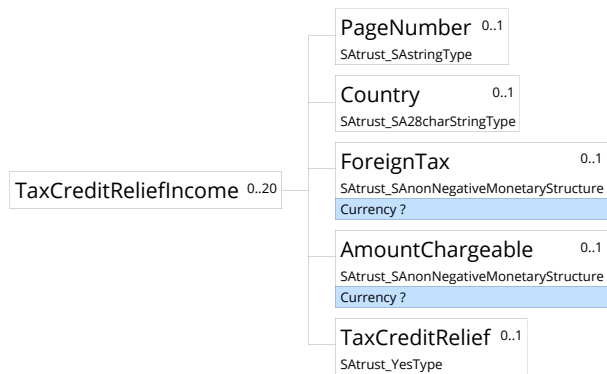 PageNumber 0..1
SAtrust_SAstringType
Country 0..1
SAtrust_SA28charStringType
ForeignTax 0..1
SAtrust_SAnonNegativeMonetaryStructure
Currency ?
TaxCreditReliefIncome 0..20
AmountChargeable 0..1
SAtrust_SAnonNegativeMonetaryStructure
Currency ?
TaxCreditRelief 0..1
SAtrust_YesType